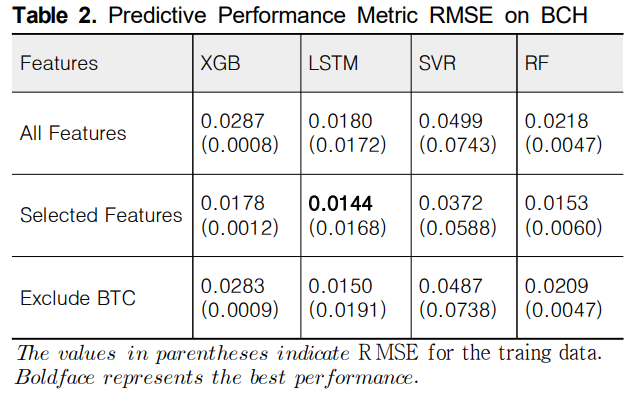 Table 2. Predictive Performance Metric RMSE on BCH
Features XGB LSTM SVR RF
All Features 0.0287 0.0180 0.0499 0.0218
(0.0008) (0.0172) (0.0743) (0.0047)
Selected Features 0.0178 0.0144 0.0372 0.0153
(0.0012) (0.0168) (0.0588) (0.0060)
Exclude BTC 0.0283 0.0150 0.0487 0.0209
(0.0009) (0.0191) (0.0738) (0.0047)
The values in parentheses indicate RMSE for the traing data.
Boldface represents the best performance.